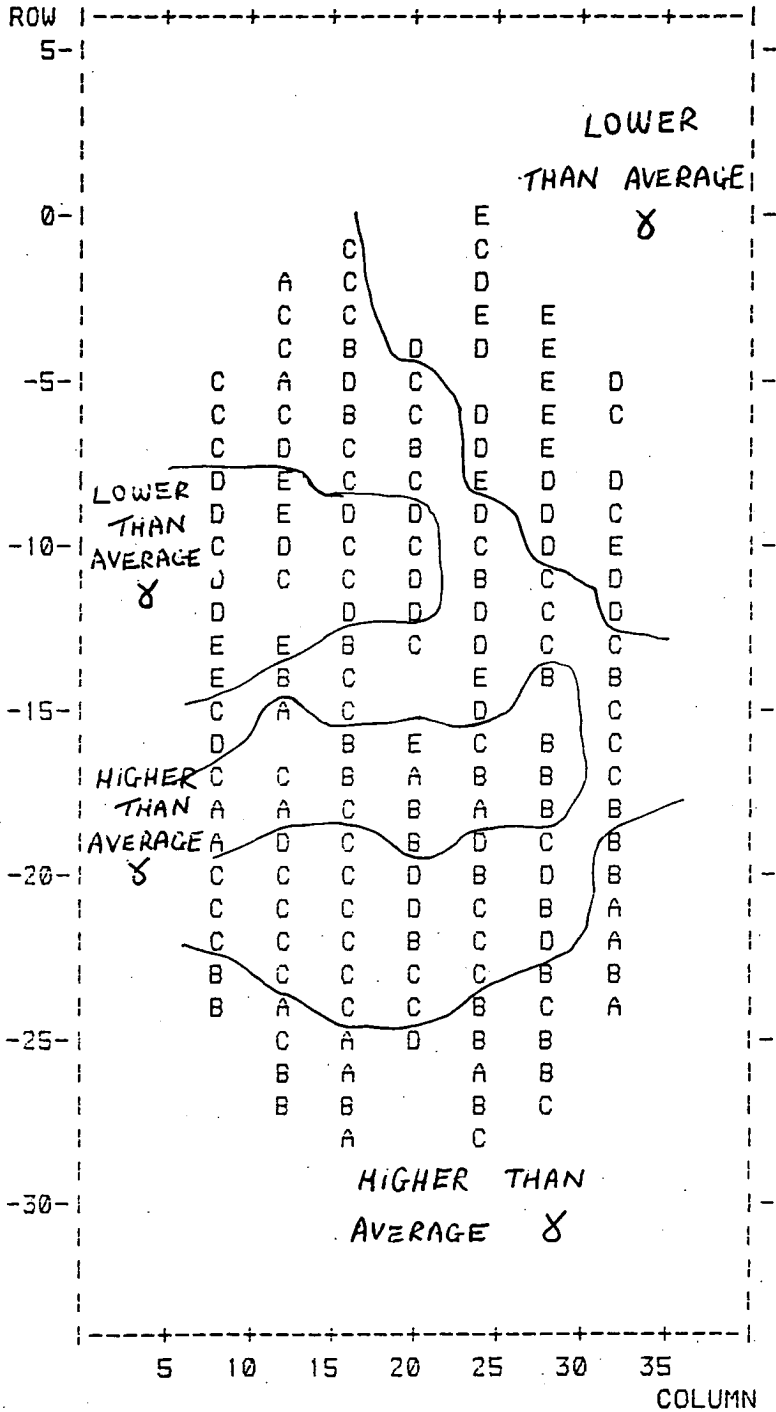 ROW |----+----+----+----+----+----+----+----|
5-| |-
LOWER
THAN AVERAGE
0-| E |-
γ
C C
A C D
C C E E
C B D D E
-5-| C A D C E D |-
C C B C D E C
C D C B D E
LOWER D E C C E D D
THAN D E D D D D C
-10-| AVERAGE C D C C C D E |-
γ J C C D B C D
D D D D C D
E E B C D C C
E B C E B B
-15-| C A C D C |-
D B E C B C
HIGHER C C B A B B C
THAN A A C B A B B
AVERAGE A D C B D C B
-20-| γ C C C D B D B |-
C C C D C B A
C C C B C D A
B C C C C B B
B A C C B C A
-25-| C A D B B |-
B A A B
B B B C
A C
HIGHER THAN
-30-| |-
AVERAGE γ
|----+----+----+----+----+----+----+----|
5 10 15 20 25 30 35
COLUMN